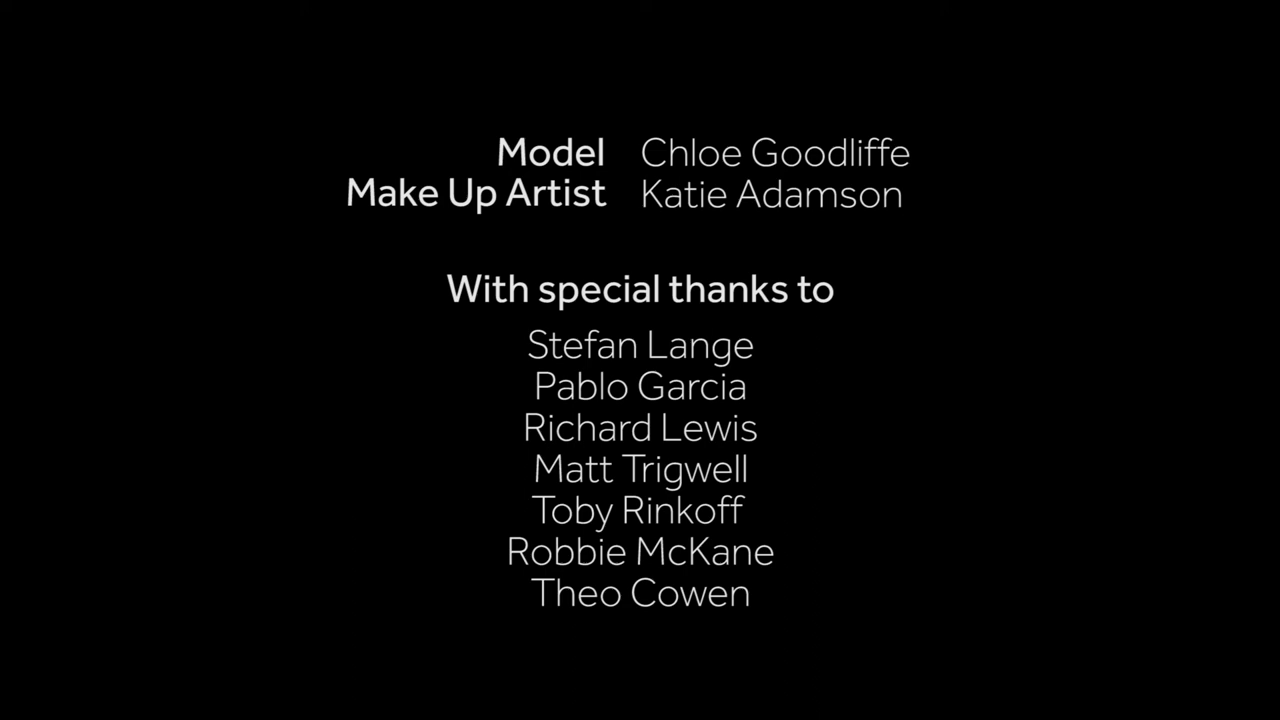 Model Chloe Goodliffe
Make Up Artist Katie Adamson
With special thanks to
Stefan Lange
Pablo Garcia
Richard Lewis
Matt Trigwell
Toby Rinkoff
Robbie McKane
Theo Cowen